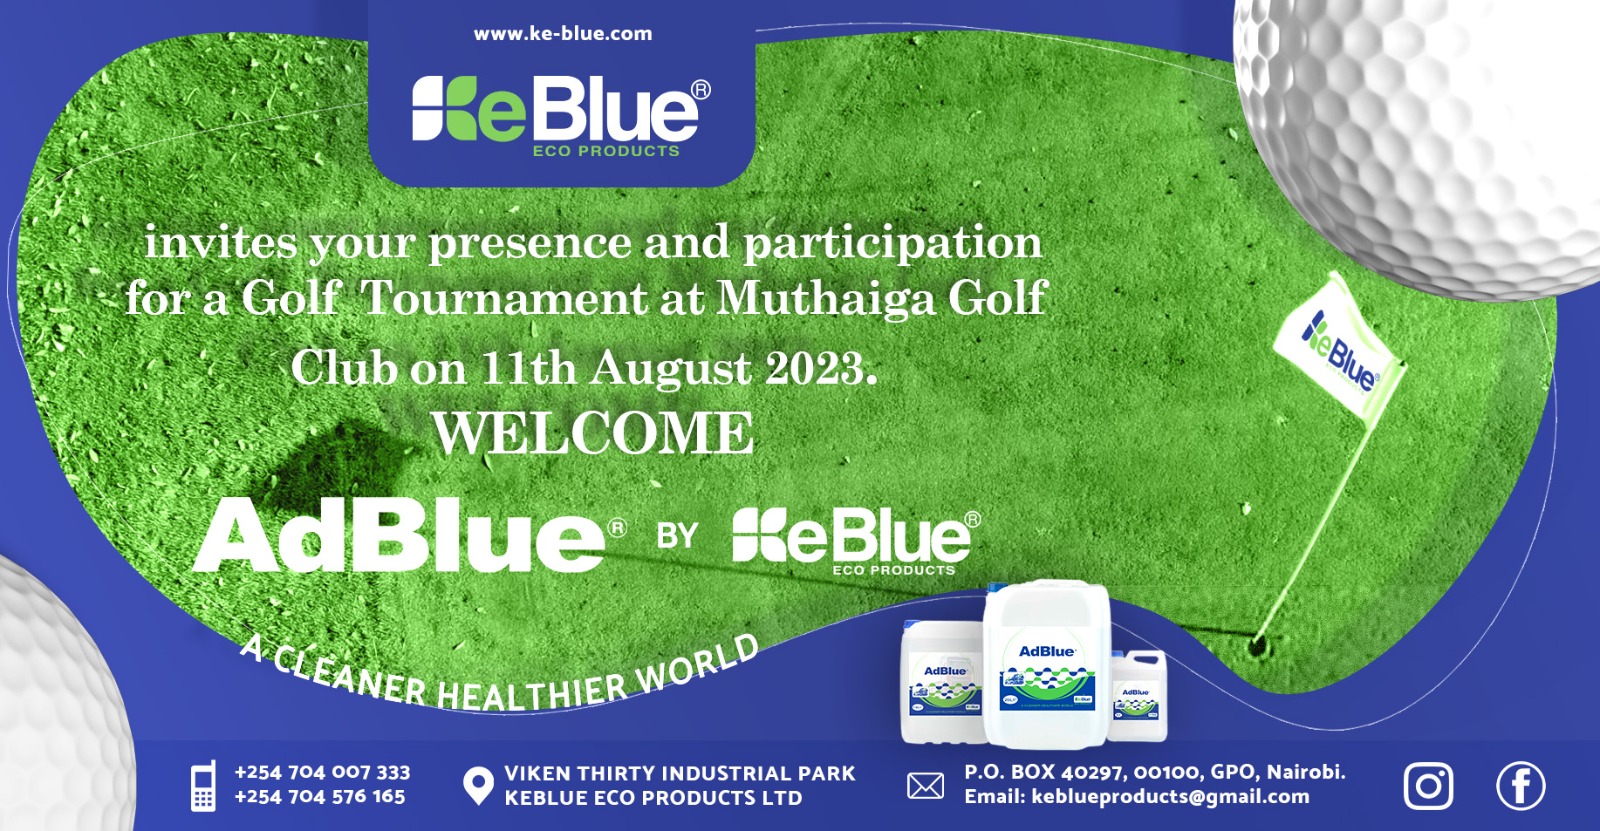 www.ke-blue.com
KeBlue®
ECO PRODUCTS
invites your presence and participation
for a Golf Tournament at Muthaiga Golf
Club on 11th August 2023.
WELCOME
KeBlue®
AdBlue® BY KeBlue®
ECO PRODUCTS
A CLEANER HEALTHIER WORLD
AdBlue
AdBlue
AdBlue
+254 704 007 333
+254 704 576 165
VIKEN THIRTY INDUSTRIAL PARK
KEBLUE ECO PRODUCTS LTD
P.O. BOX 40297, 00100, GPO, Nairobi.
Email: keblueproducts@gmail.com